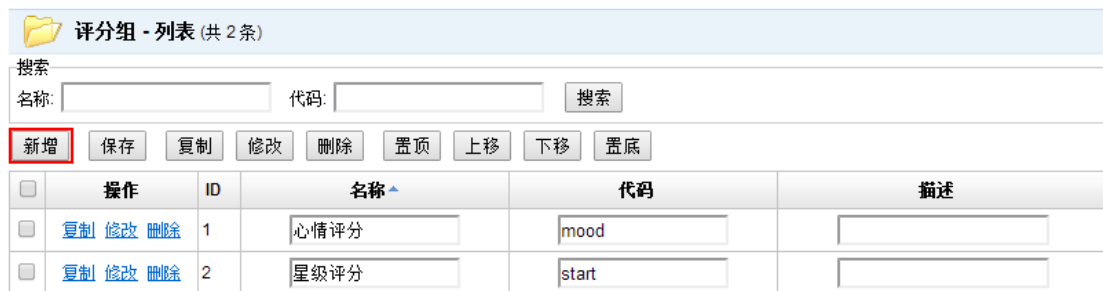 评分组 - 列表 (共 2 条)
搜索
名称: 代码: 搜索
新增 保存 复制 修改 删除 置顶 上移 下移 置底
操作 ID 名称 代码 描述
复制 修改 删除 1 心情评分 mood
复制 修改 删除 2 星级评分 start